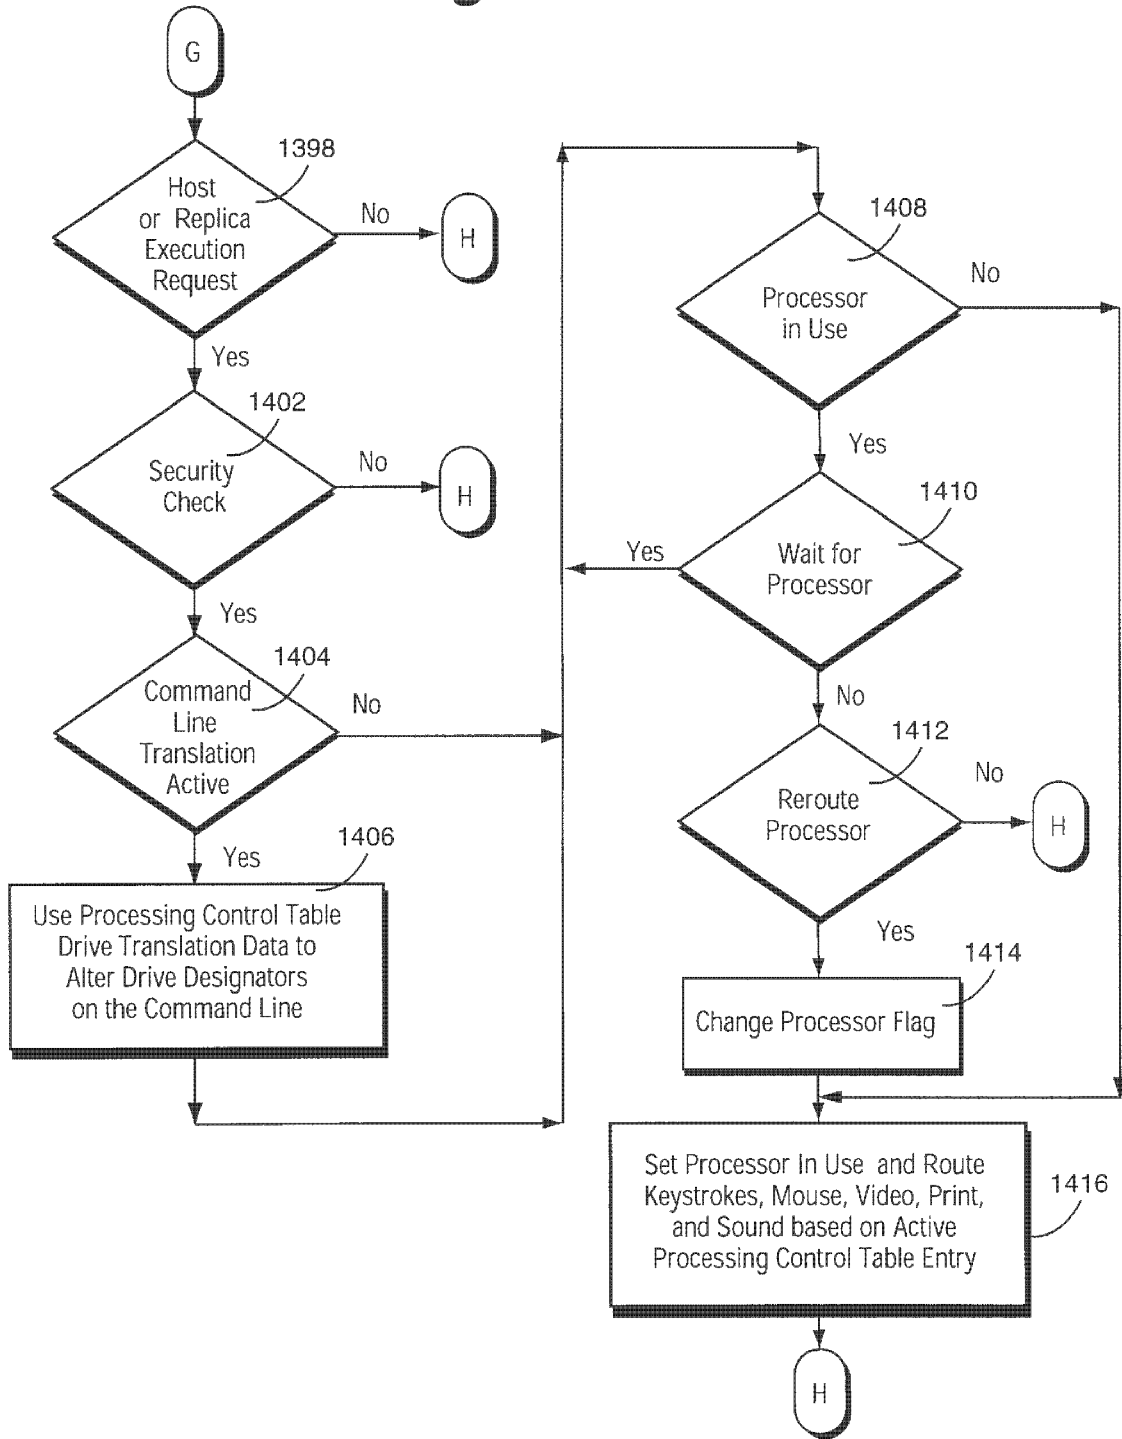 G
1398
Host
or Replica
Execution
Request
No
H
Yes
1402
Security
Check
No
H
Yes
1404
Command
Line
Translation
Active
No
Yes
1406
Use Processing Control Table
Drive Translation Data to
Alter Drive Designators
on the Command Line
1408
Processor
in Use
No
Yes
1410
Wait for
Processor
Yes
No
1412
Reroute
Processor
No
H
Yes
1414
Change Processor Flag
Set Processor In Use and Route
Keystrokes, Mouse, Video, Print,
and Sound based on Active
Processing Control Table Entry
1416
H